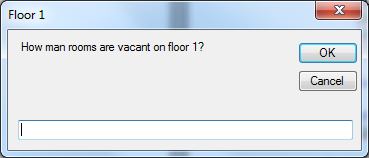 Floor 1
How man rooms are vacant on floor 1?
OK
Cancel